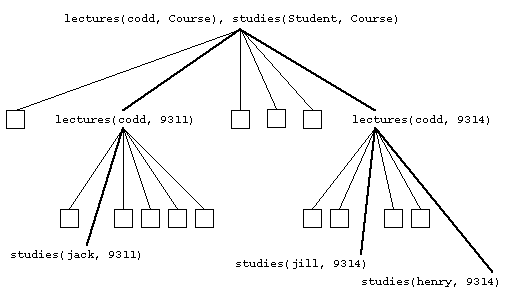 lectures(codd, Course), studies(Student, Course)
lectures(codd, 9311)
lectures(codd, 9314)
studies(jack, 9311)
studies(jill, 9314)
studies(henry, 9314)